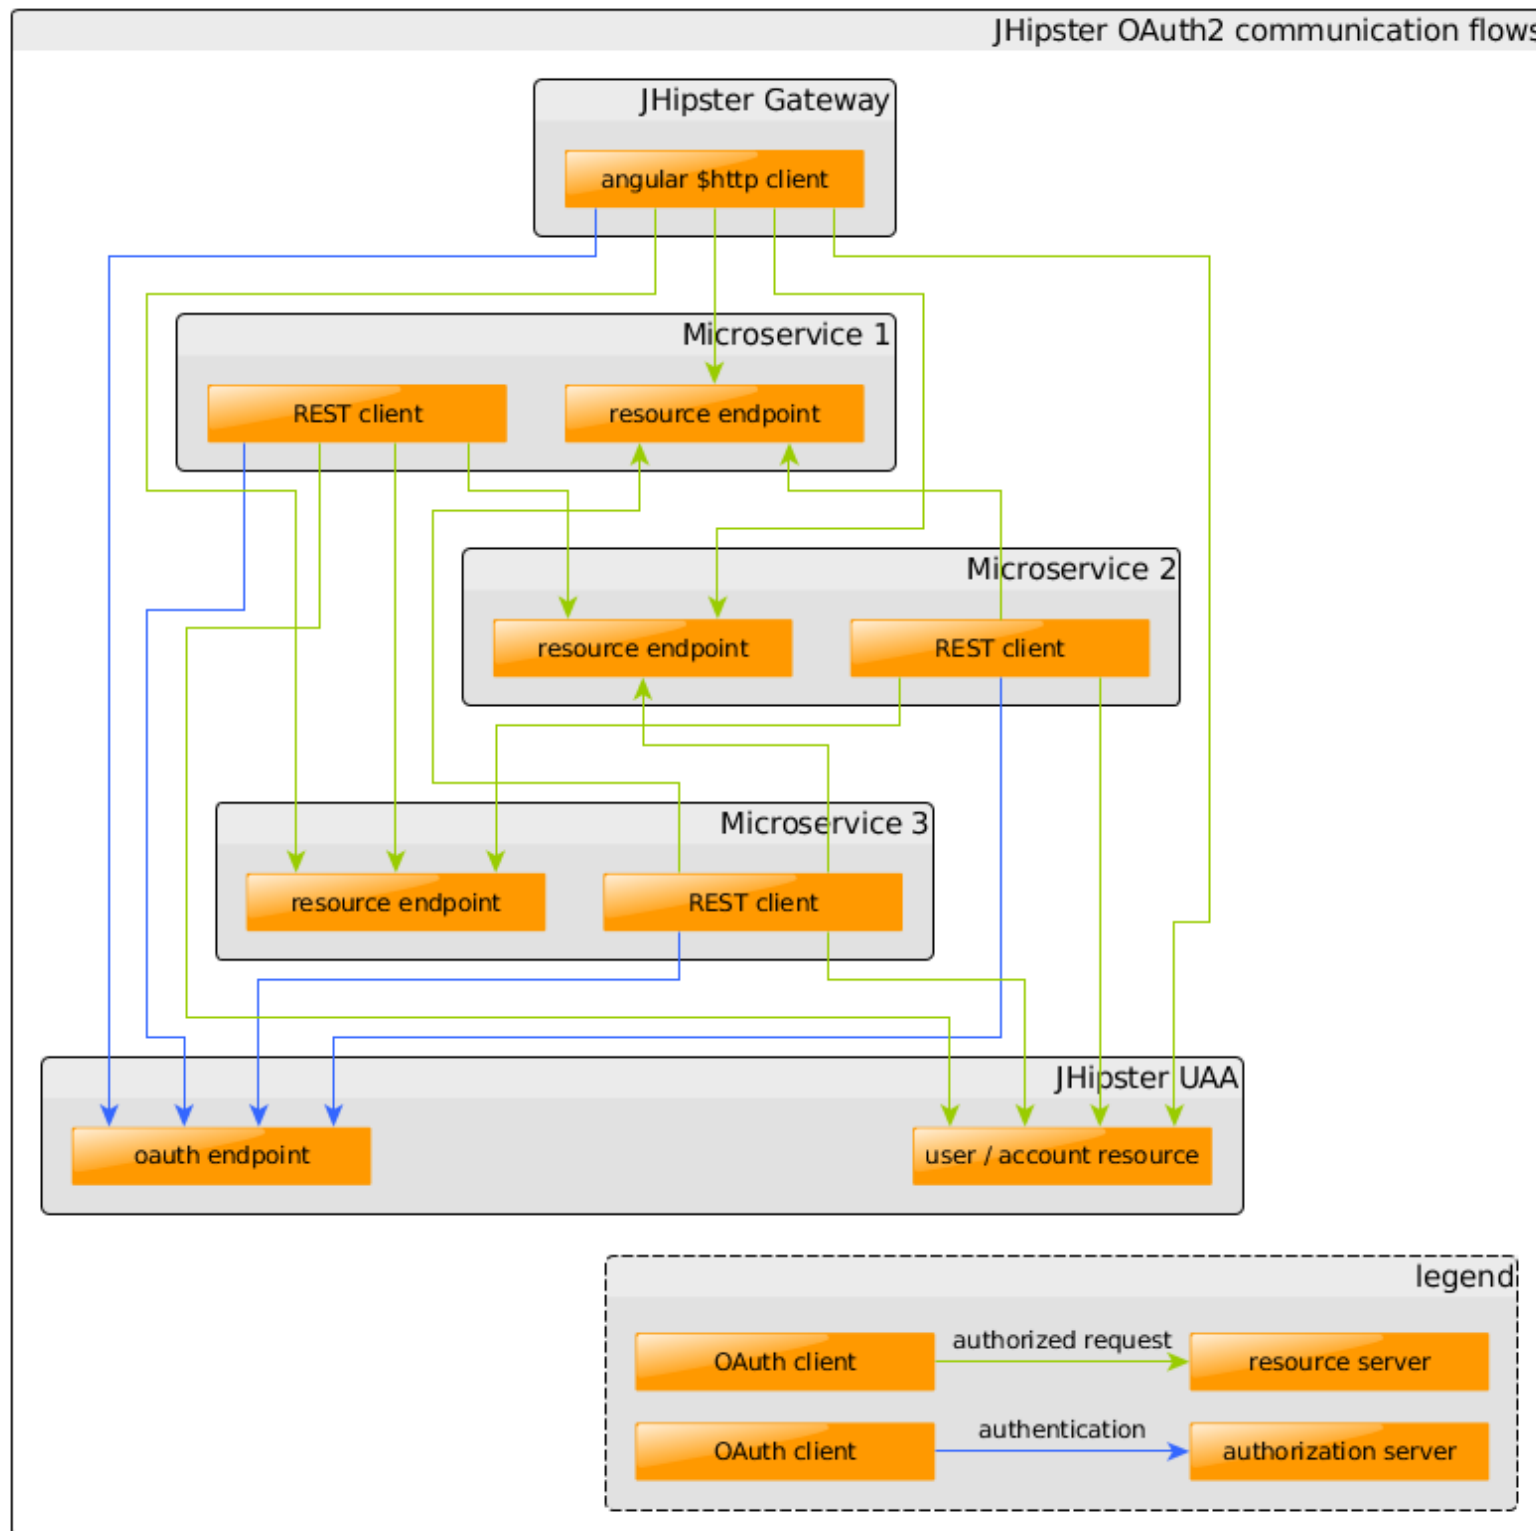 JHipster OAuth2 communication flows
JHipster Gateway
angular $http client
Microservice 1
REST client
resource endpoint
Microservice 2
resource endpoint
REST client
Microservice 3
resource endpoint
REST client
JHipster UAA
oauth endpoint
user / account resource
legend
authorized request
OAuth client
resource server
authentication
OAuth client
authorization server